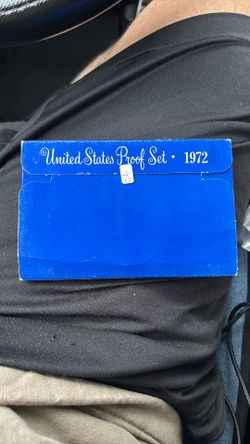 United States Proof Set · 1972